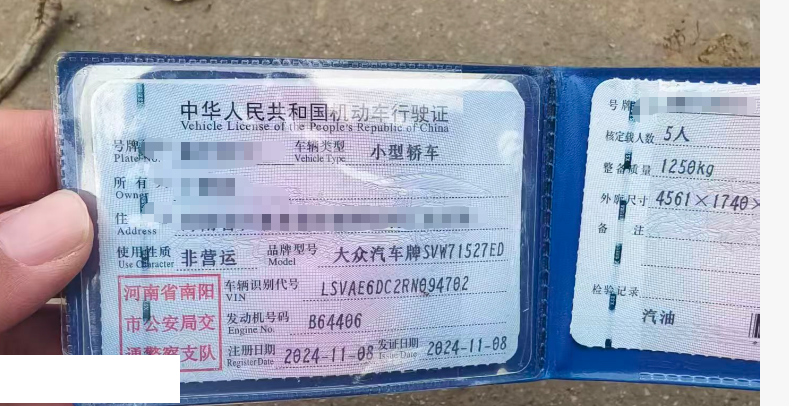 中华人民共和国机动车行驶证
Vehicle License of the People's Republic of China
号牌
Plate No.
车辆类型 小型轿车
Vehicle Type
所有
Owner
住
Address
使用性质 非营运
Use Character
品牌型号 大众汽车牌SVW71527ED
Model
车辆识别代号 LSVAE6DC2RN094702
VIN
发动机号码 B64406
Engine No.
注册日期 2024-11-08
Register Date
发证日期 2024-11-08
Issue Date
河南省南阳
市公安局交
通警察支队
号牌
核定载人数 5人
整备质量 1250kg
外廓尺寸 4561×1740×
备注
检验记录
汽油